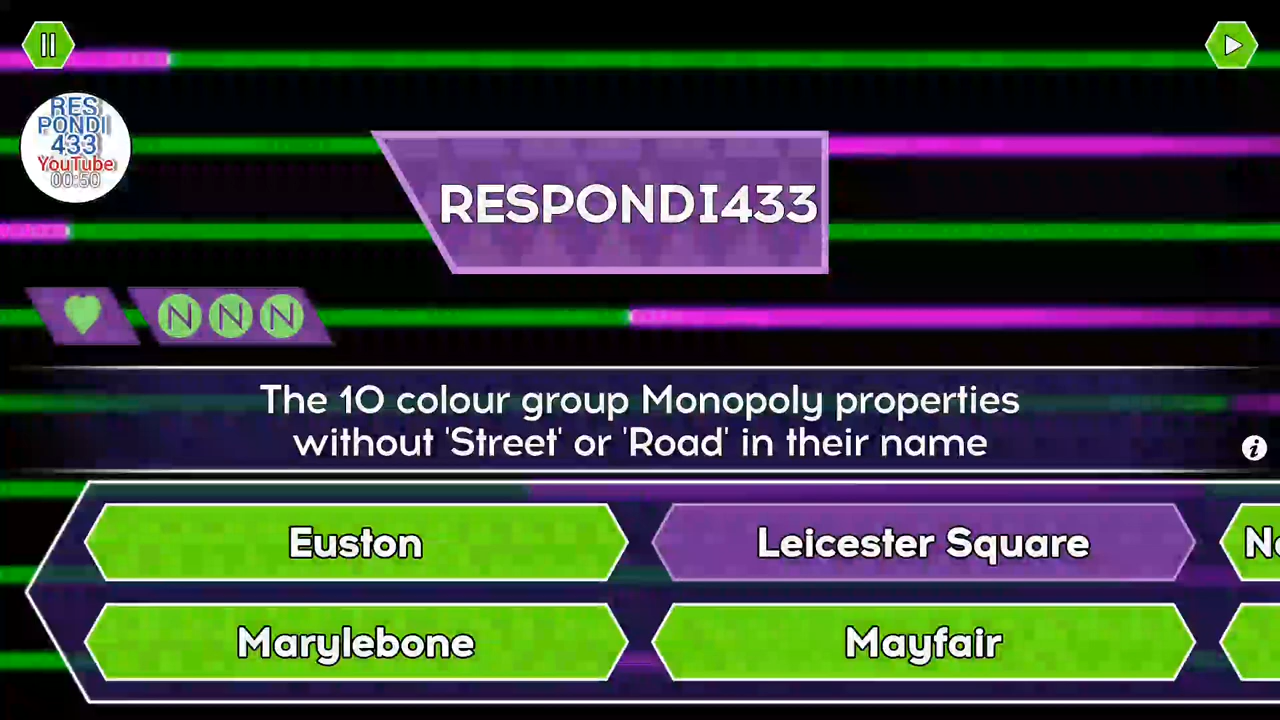 RES
PONDI
433
YouTube
00:50
RESPONDI433
N N N
The 10 colour group Monopoly properties
without 'Street' or 'Road' in their name
i
Euston
Leicester Square
Marylebone
Mayfair